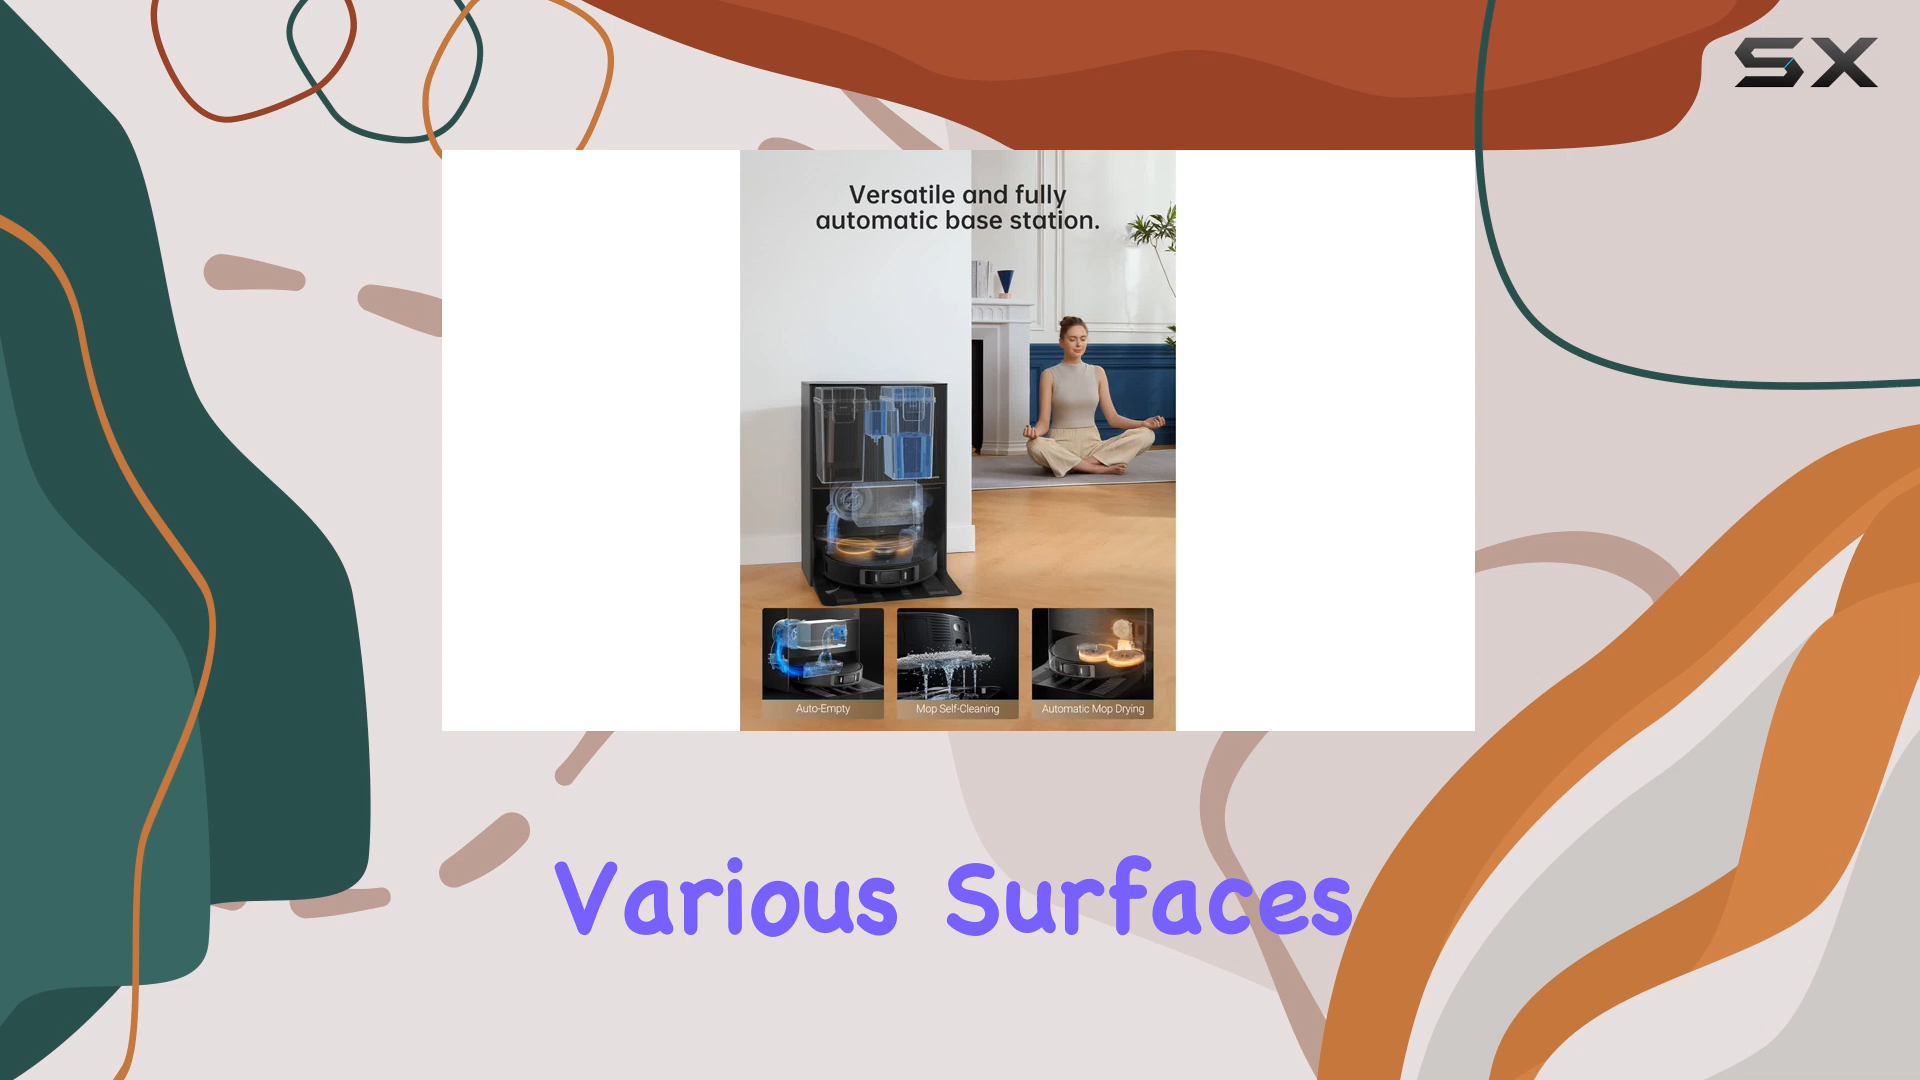 SX
Versatile and fully
automatic base station.
Auto-Empty
Mop Self-Cleaning
Automatic Mop Drying
Various Surfaces